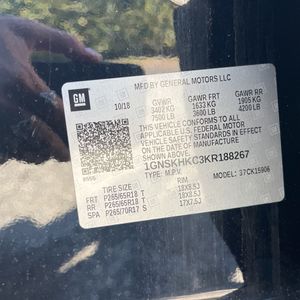 MFD BY GENERAL MOTORS LLC
GM
10/18
GVWR GAWR FRT GAWR RR
3402 KG 1633 KG 1905 KG
7500 LB 3600 LB 4200 LB
THIS VEHICLE CONFORMS TO ALL
APPLICABLE U.S. FEDERAL MOTOR
VEHICLE SAFETY STANDARDS IN
EFFECT ON THE DATE OF
MANUFACTURE SHOWN ABOVE.
1GNSKHKC3KR188267
TYPE: M.P.V. MODEL: 37CK15906
TIRE SIZE RIM
FRT P265/65R18 T 18X8.5J
RR P265/65R18 T 18X8.5J
SPA P265/70R17 S 17X7.5J